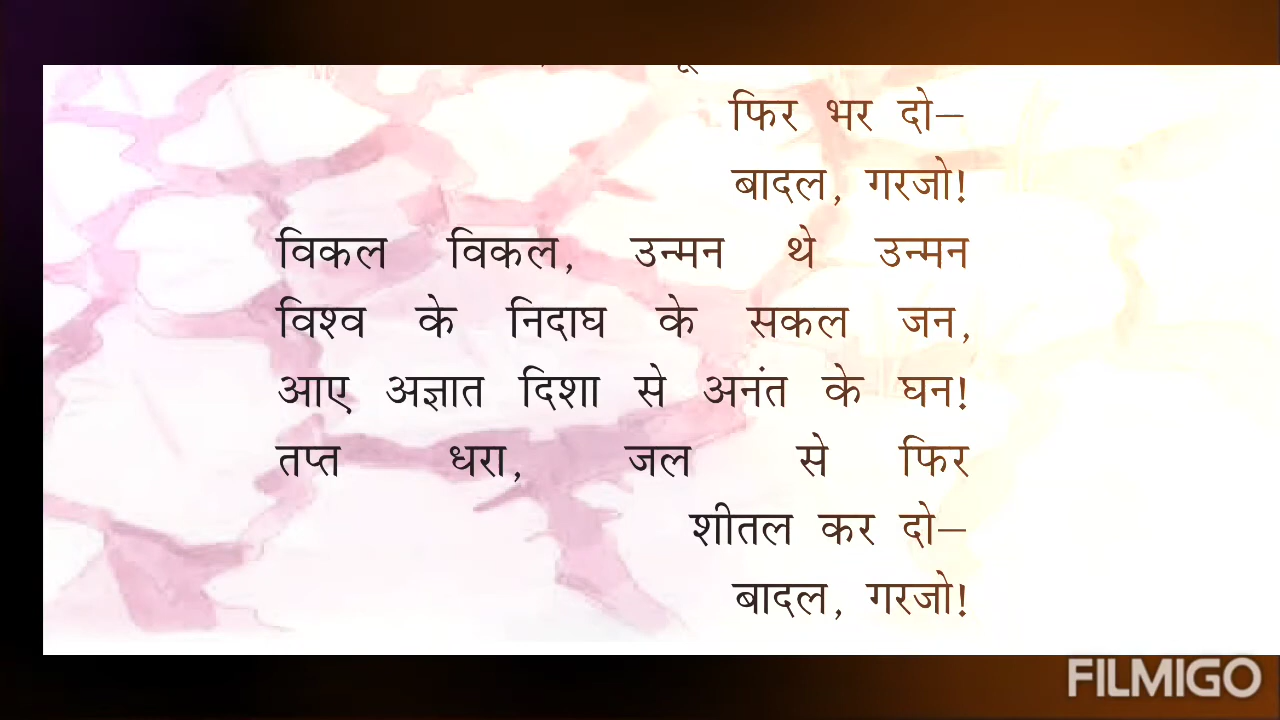 फिर भर दो–
बादल, गरजो!
विकल विकल, उन्मन थे उन्मन
विश्व के निदाघ के सकल जन,
आए अज्ञात दिशा से अनंत के घन!
तप्त धरा, जल से फिर
शीतल कर दो–
बादल, गरजो!
FILMIGO